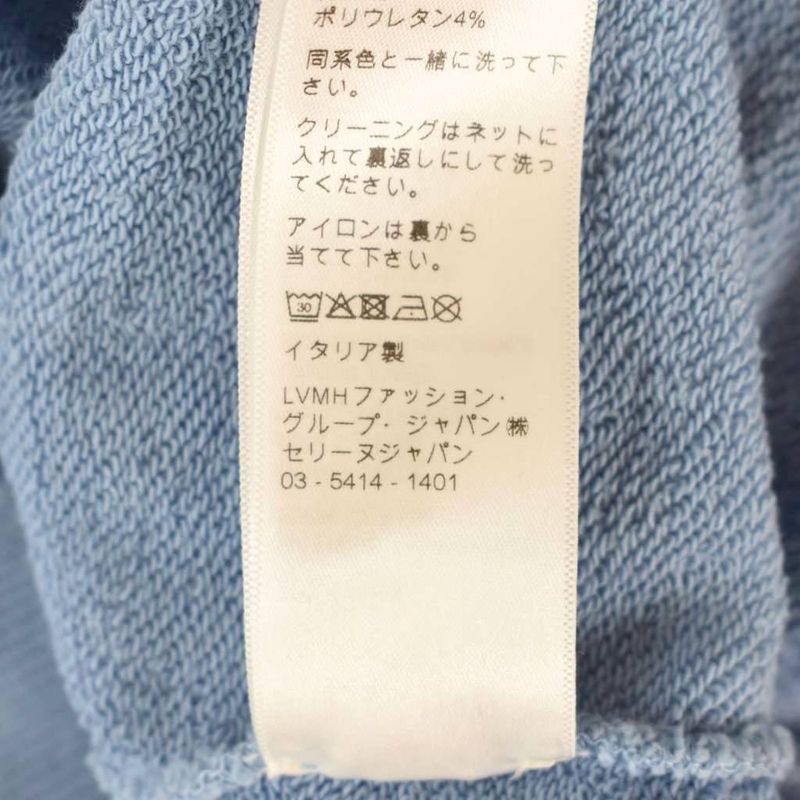 ポリウレタン4%
同系色と一緒に洗って下
さい。
クリーニングはネットに
入れて裏返しにして洗っ
てください。
アイロンは裏から
当てて下さい。
30
イタリア製
LVMHファッション・
グループ・ジャパン㈱
セリーヌジャパン
03 - 5414 - 1401